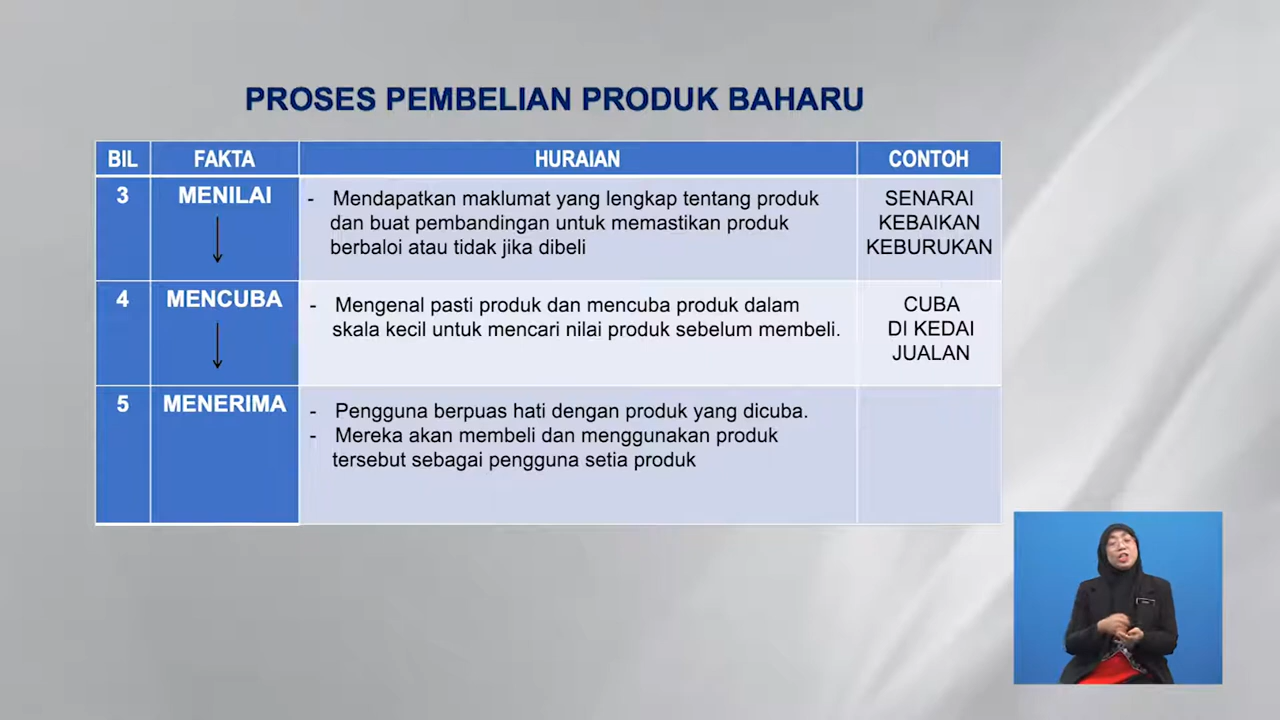 PROSES PEMBELIAN PRODUK BAHARU
BIL FAKTA HURAIAN CONTOH
3 MENILAI
- Mendapatkan maklumat yang lengkap tentang produk
dan buat pembandingan untuk memastikan produk
berbaloi atau tidak jika dibeli
SENARAI
KEBAIKAN
KEBURUKAN
4 MENCUBA
- Mengenal pasti produk dan mencuba produk dalam
skala kecil untuk mencari nilai produk sebelum membeli.
CUBA
DI KEDAI
JUALAN
5 MENERIMA
- Pengguna berpuas hati dengan produk yang dicuba.
- Mereka akan membeli dan menggunakan produk
tersebut sebagai pengguna setia produk